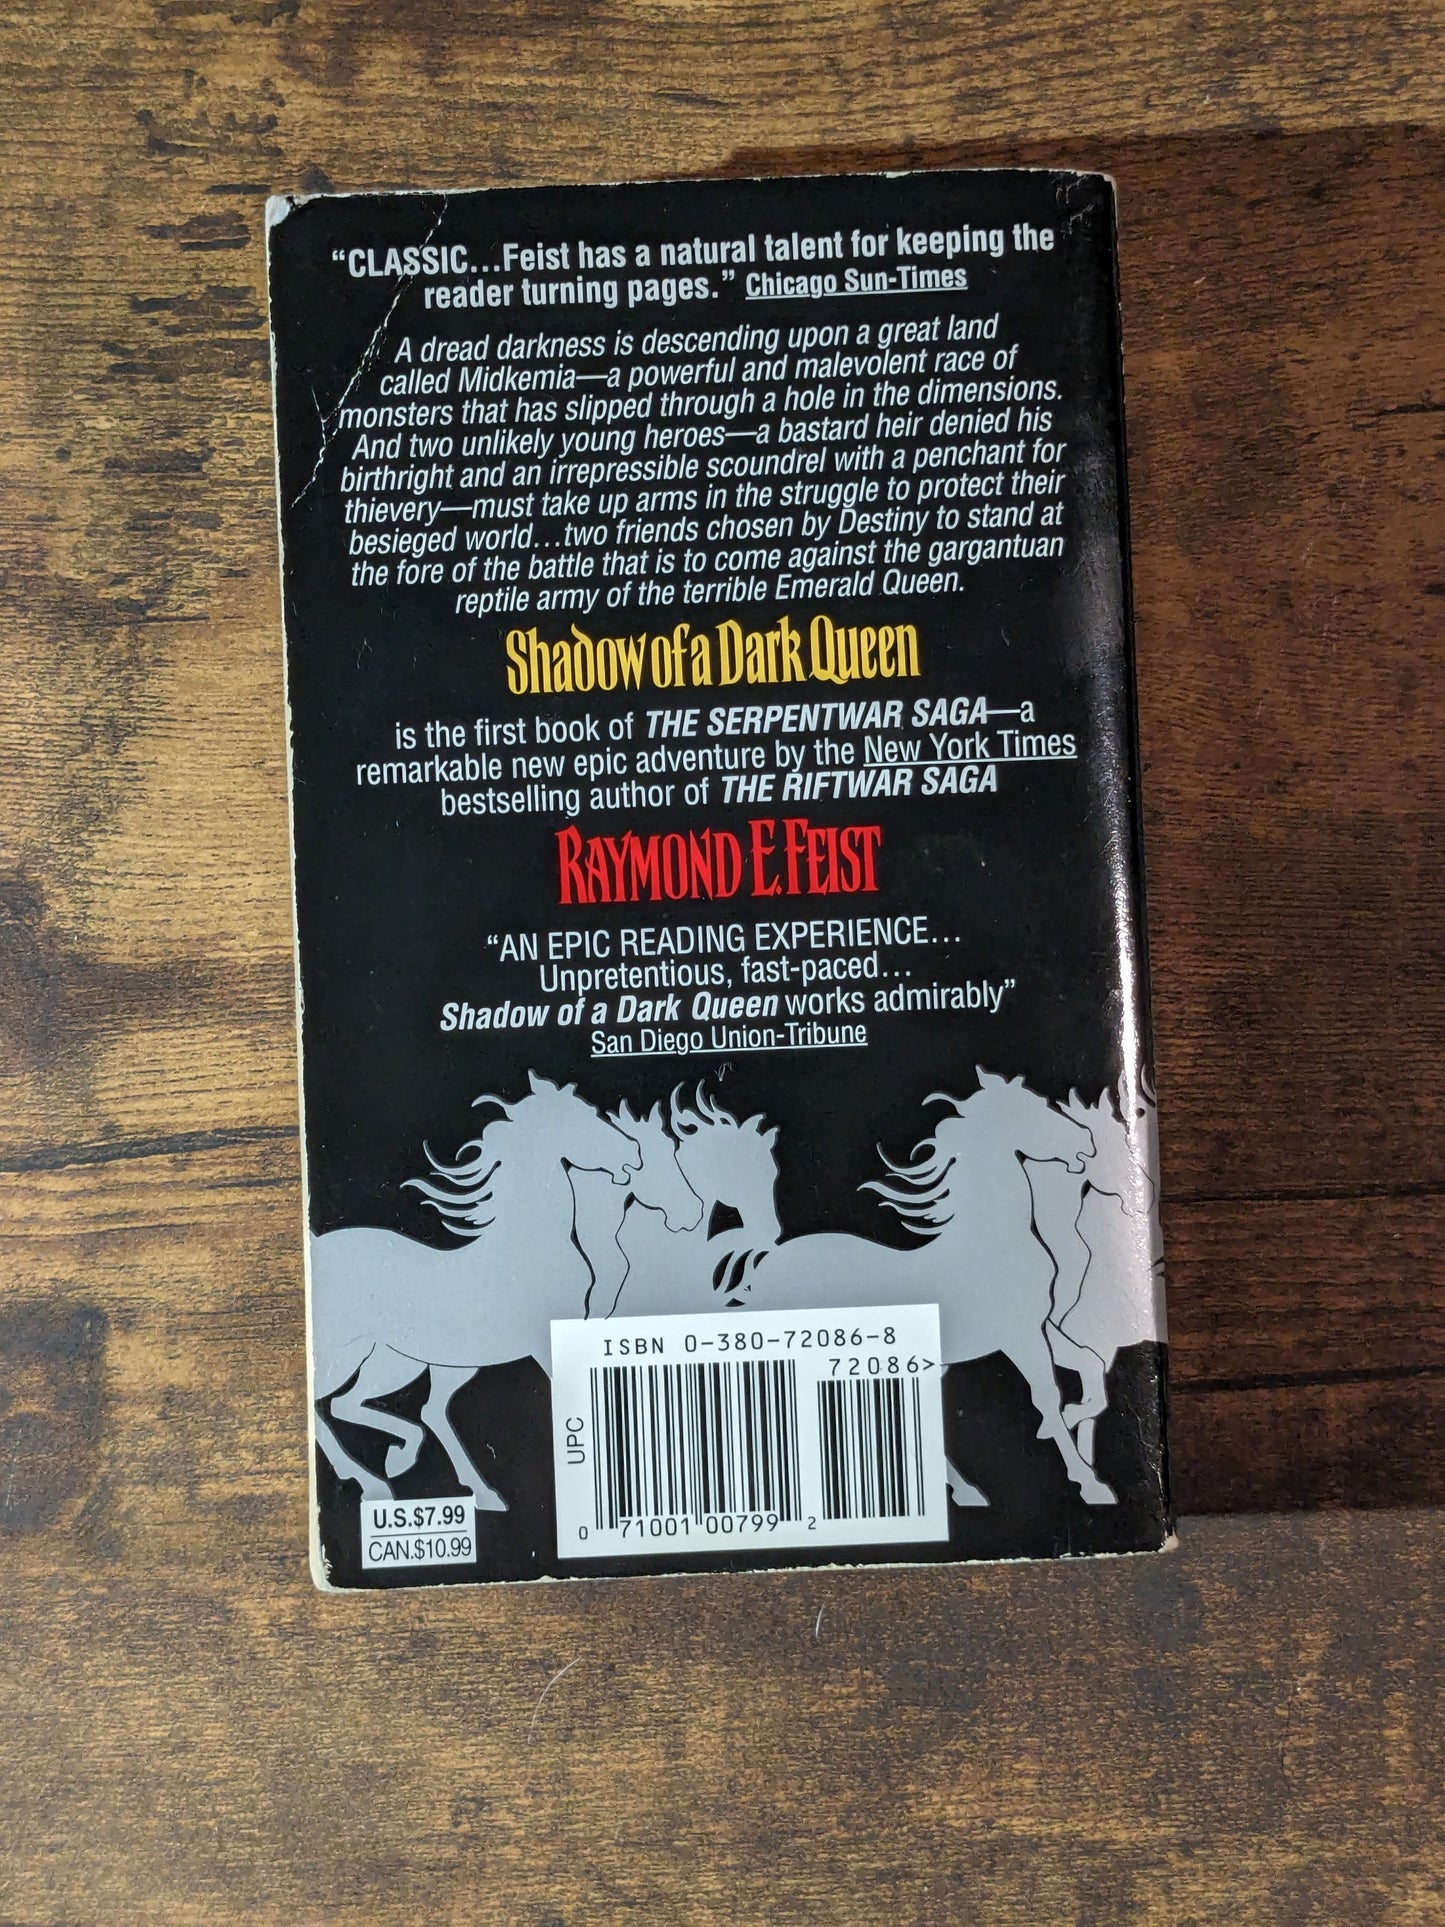 “CLASSIC...Feist has a natural talent for keeping the
reader turning pages.” Chicago Sun-Times
A dread darkness is descending upon a great land
called Midkemia—a powerful and malevolent race of
monsters that has slipped through a hole in the dimensions.
And two unlikely young heroes—a bastard heir denied his
birthright and an irrepressible scoundrel with a penchant for
thievery—must take up arms in the struggle to protect their
besieged world...two friends chosen by Destiny to stand at
the fore of the battle that is to come against the gargantuan
reptile army of the terrible Emerald Queen.
Shadow of a Dark Queen
is the first book of THE SERPENTWAR SAGA—a
remarkable new epic adventure by the New York Times
bestselling author of THE RIFTWAR SAGA
RAYMOND E. FEIST
“AN EPIC READING EXPERIENCE...
Unpretentious, fast-paced...
Shadow of a Dark Queen works admirably”
San Diego Union-Tribune
ISBN 0-380-72086-8
72086>
UPC
0 71001 00799 2
U.S.$7.99
CAN.$10.99